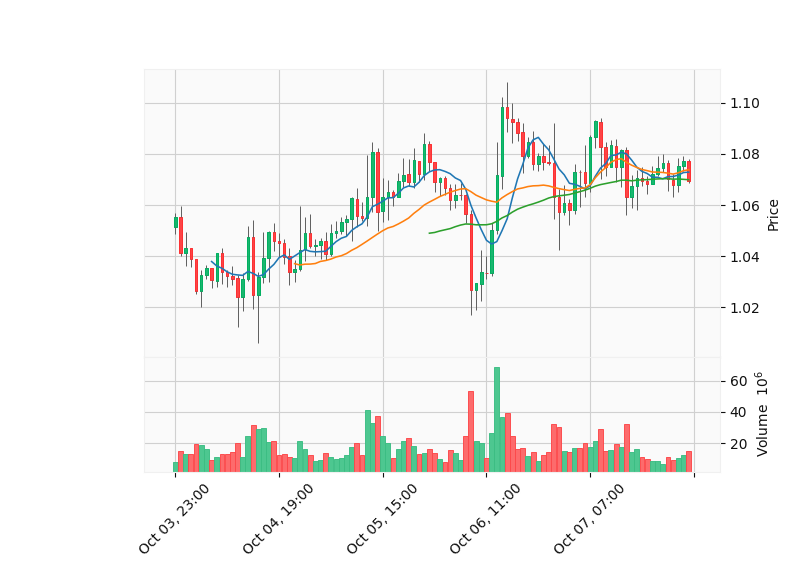 1.10
1.08
1.06
1.04
1.02
Price
60
40
20
Volume 10^6
Oct 03, 23:00
Oct 04, 19:00
Oct 05, 15:00
Oct 06, 11:00
Oct 07, 07:00